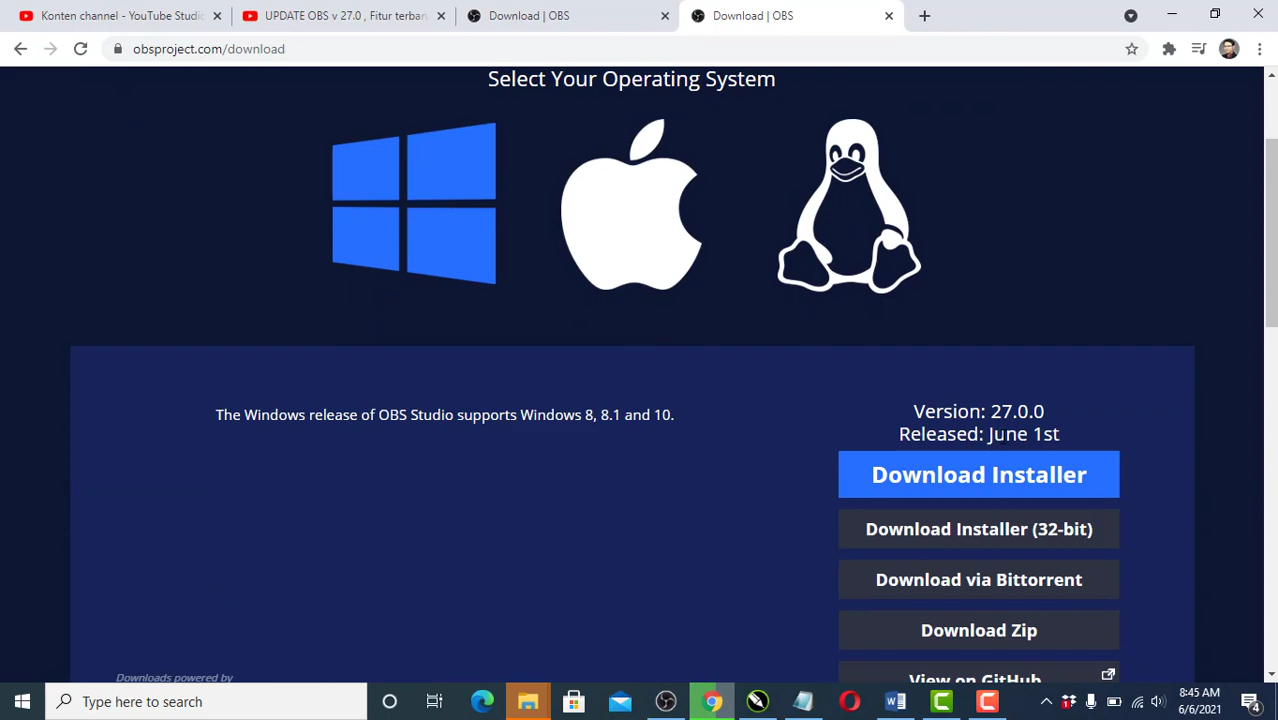 Konten channel - YouTube Studio
UPDATE OBS v 27.0 , Fitur terbaru
Download | OBS
Download | OBS
obsproject.com/download
Select Your Operating System
The Windows release of OBS Studio supports Windows 8, 8.1 and 10.
Version: 27.0.0
Released: June 1st
Download Installer
Download Installer (32-bit)
Download via Bittorrent
Download Zip
View on GitHub
Downloads powered by
Type here to search
8:45 AM
6/6/2021
4